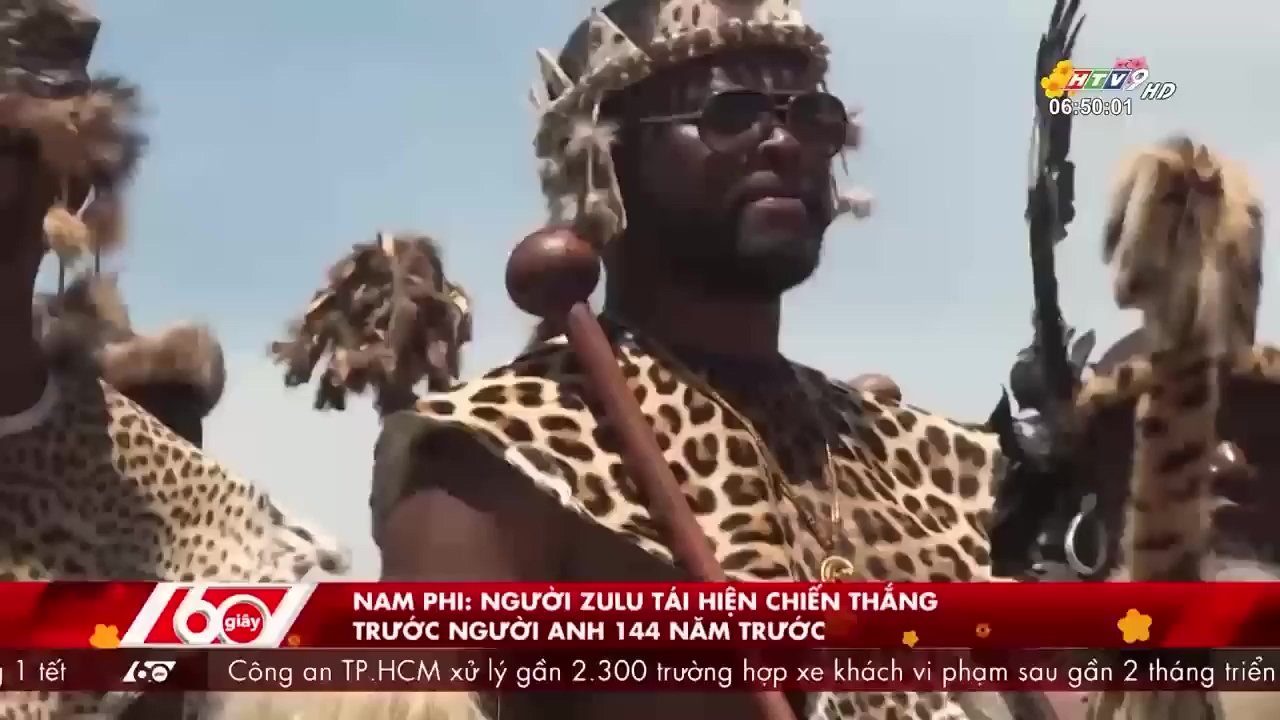 HTV9 HD
06:50:01
60 giây
NAM PHI: NGƯỜI ZULU TÁI HIỆN CHIẾN THẮNG
TRƯỚC NGƯỜI ANH 144 NĂM TRƯỚC
1 tết 60 Công an TP.HCM xử lý gần 2.300 trường hợp xe khách vi phạm sau gần 2 tháng triển